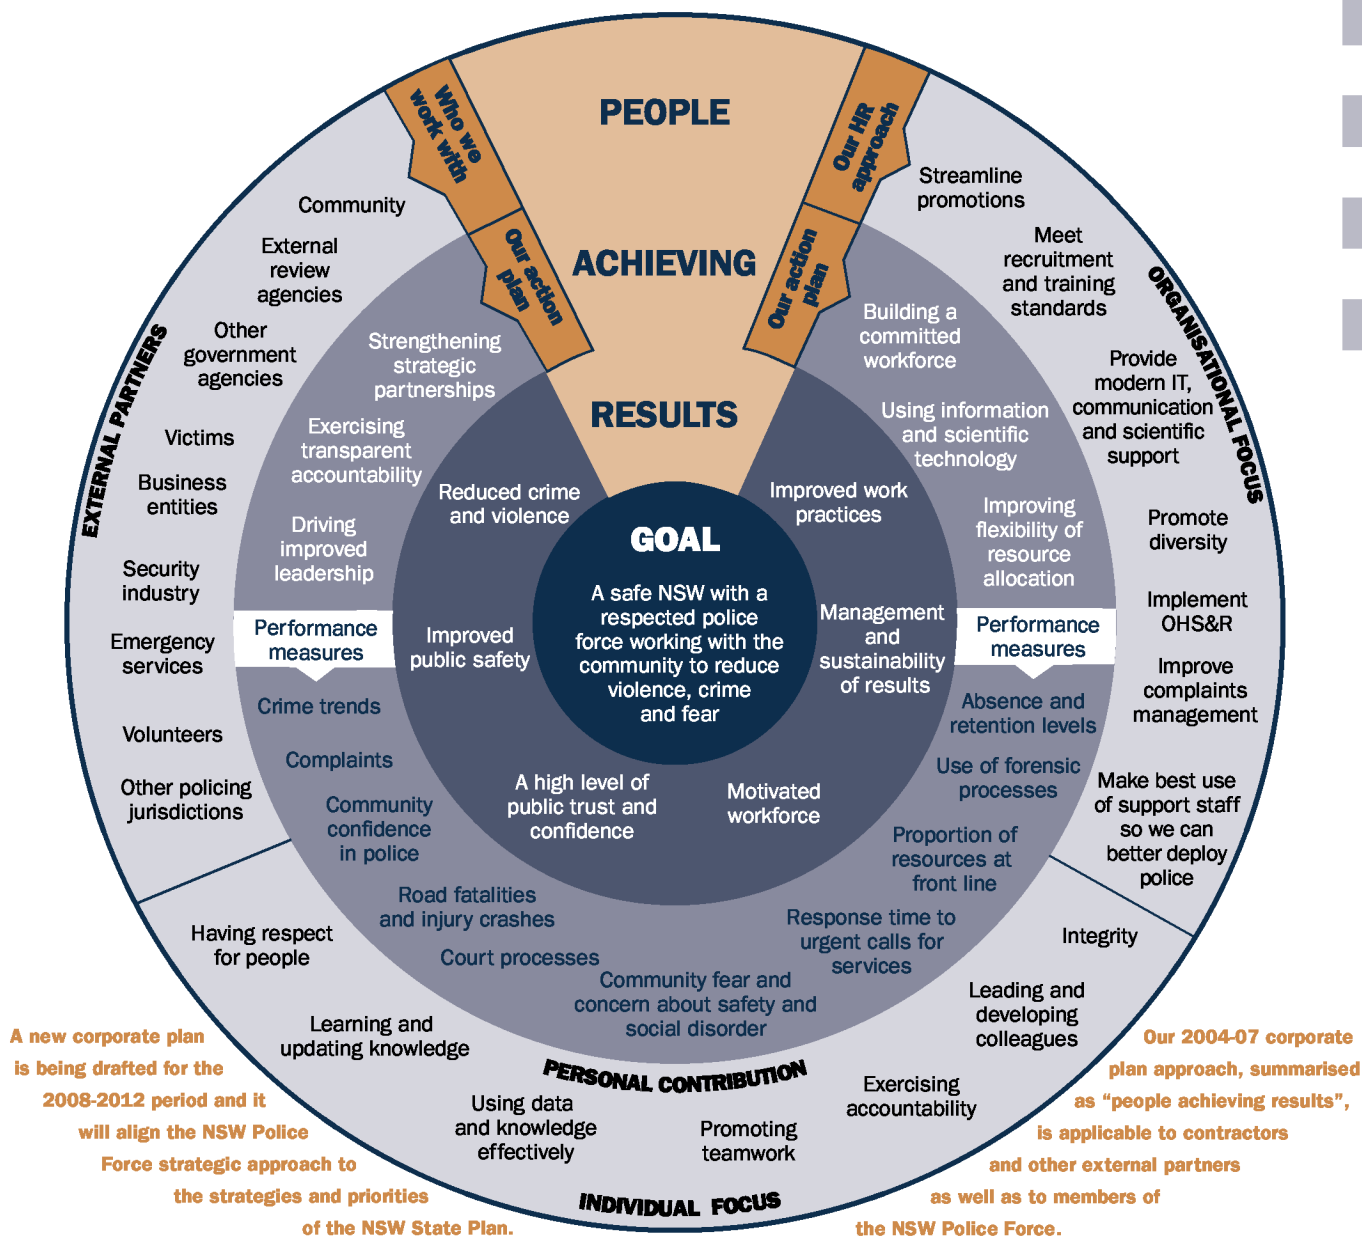 PEOPLE
ACHIEVING
RESULTS
Who we
work with
Our action
plan
Our HR
approach
Our action
plan
GOAL
A safe NSW with a
respected police
force working with the
community to reduce
violence, crime
and fear
Reduced crime
and violence
Improved
public safety
A high level of
public trust and
confidence
Motivated
workforce
Management
and
sustainability
of results
Improved work
practices
Strengthening
strategic
partnerships
Exercising
transparent
accountability
Driving
improved
leadership
Performance
measures
Crime trends
Complaints
Community
confidence
in police
Road fatalities
and injury crashes
Court processes
Community fear and
concern about safety and
social disorder
Response time to
urgent calls for
services
Proportion of
resources at
front line
Use of forensic
processes
Absence and
retention levels
Performance
measures
Improving
flexibility of
resource
allocation
Using information
and scientific
technology
Building a
committed
workforce
EXTERNAL PARTNERS
Community
External
review
agencies
Other
government
agencies
Victims
Business
entities
Security
industry
Emergency
services
Volunteers
Other policing
jurisdictions
ORGANISATIONAL FOCUS
Streamline
promotions
Meet
recruitment
and training
standards
Provide
modern IT,
communication
and scientific
support
Promote
diversity
Implement
OHS&R
Improve
complaints
management
Make best use
of support staff
so we can
better deploy
police
PERSONAL CONTRIBUTION
Having respect
for people
Learning and
updating knowledge
Using data
and knowledge
effectively
Promoting
teamwork
Exercising
accountability
Leading and
developing
colleagues
Integrity
INDIVIDUAL FOCUS
A new corporate plan
is being drafted for the
2008-2012 period and it
will align the NSW Police
Force strategic approach to
the strategies and priorities
of the NSW State Plan.
Our 2004-07 corporate
plan approach, summarised
as “people achieving results”,
is applicable to contractors
and other external partners
as well as to members of
the NSW Police Force.